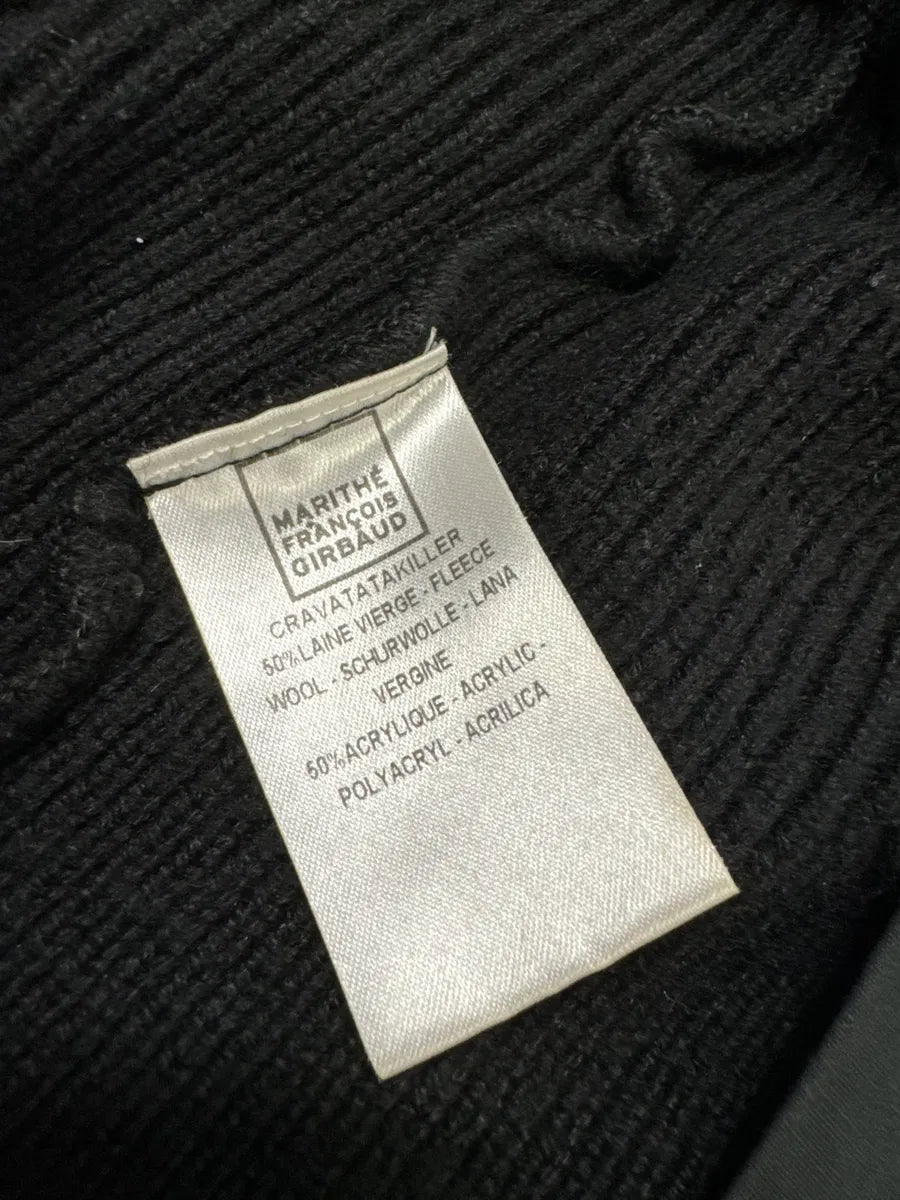 MARITHÉ
FRANÇOIS
GIRBAUD
CRAVATATAKILLER
50% LAINE VIERGE - FLEECE
WOOL - SCHURWOLLE - LANA
VERGINE
50% ACRYLIQUE - ACRYLIC -
POLYACRYL - ACRILICA